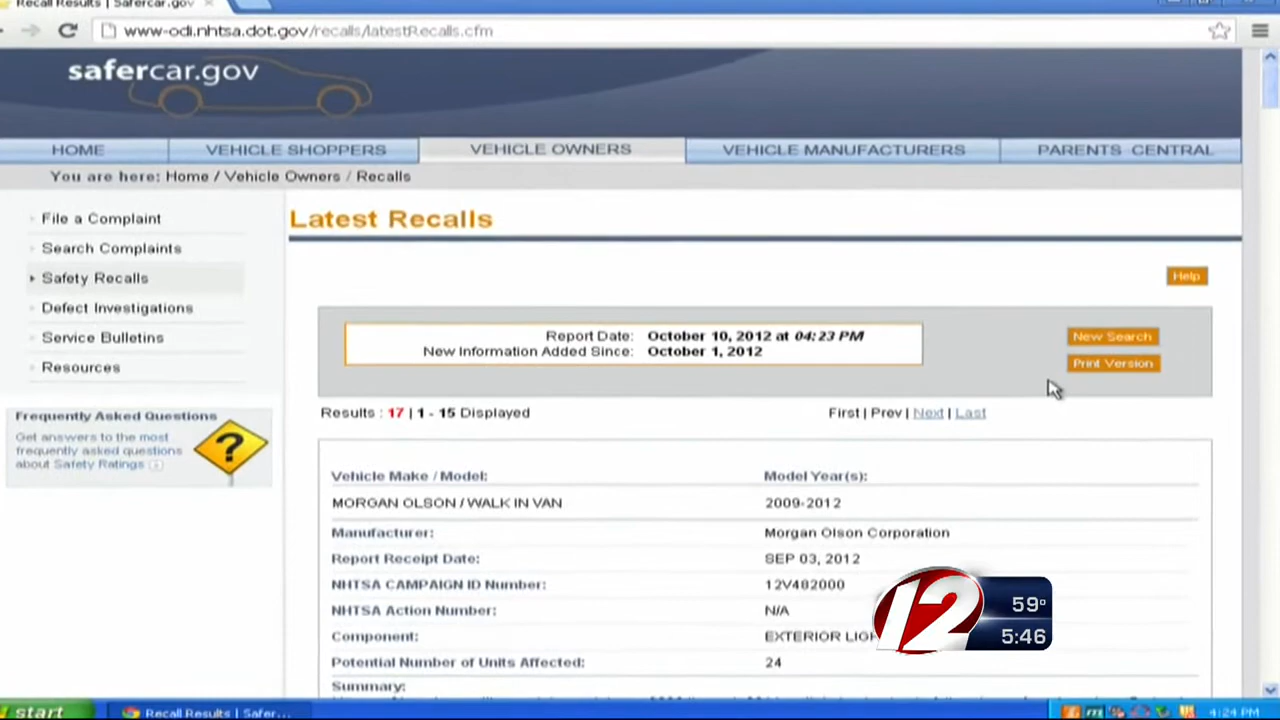 Recall Results | Safercar.gov
www-odi.nhtsa.dot.gov/recalls/latestRecalls.cfm
safercar.gov
HOME
VEHICLE SHOPPERS
VEHICLE OWNERS
VEHICLE MANUFACTURERS
PARENTS CENTRAL
You are here: Home / Vehicle Owners / Recalls
File a Complaint
Search Complaints
Safety Recalls
Defect Investigations
Service Bulletins
Resources
Frequently Asked Questions
Get answers to the most
frequently asked questions
about Safety Ratings
?
Latest Recalls
Help
Report Date: October 10, 2012 at 04:23 PM
New Information Added Since: October 1, 2012
New Search
Print Version
Results : 17 | 1 - 15 Displayed
First | Prev | Next | Last
Vehicle Make / Model: Model Year(s):
MORGAN OLSON / WALK IN VAN 2009-2012
Manufacturer: Morgan Olson Corporation
Report Receipt Date: SEP 03, 2012
NHTSA CAMPAIGN ID Number: 12V482000
NHTSA Action Number: N/A
Component: EXTERIOR LIGH
Potential Number of Units Affected: 24
Summary:
12
59°
5:46
start
Recall Results | Safer...
4:24 PM